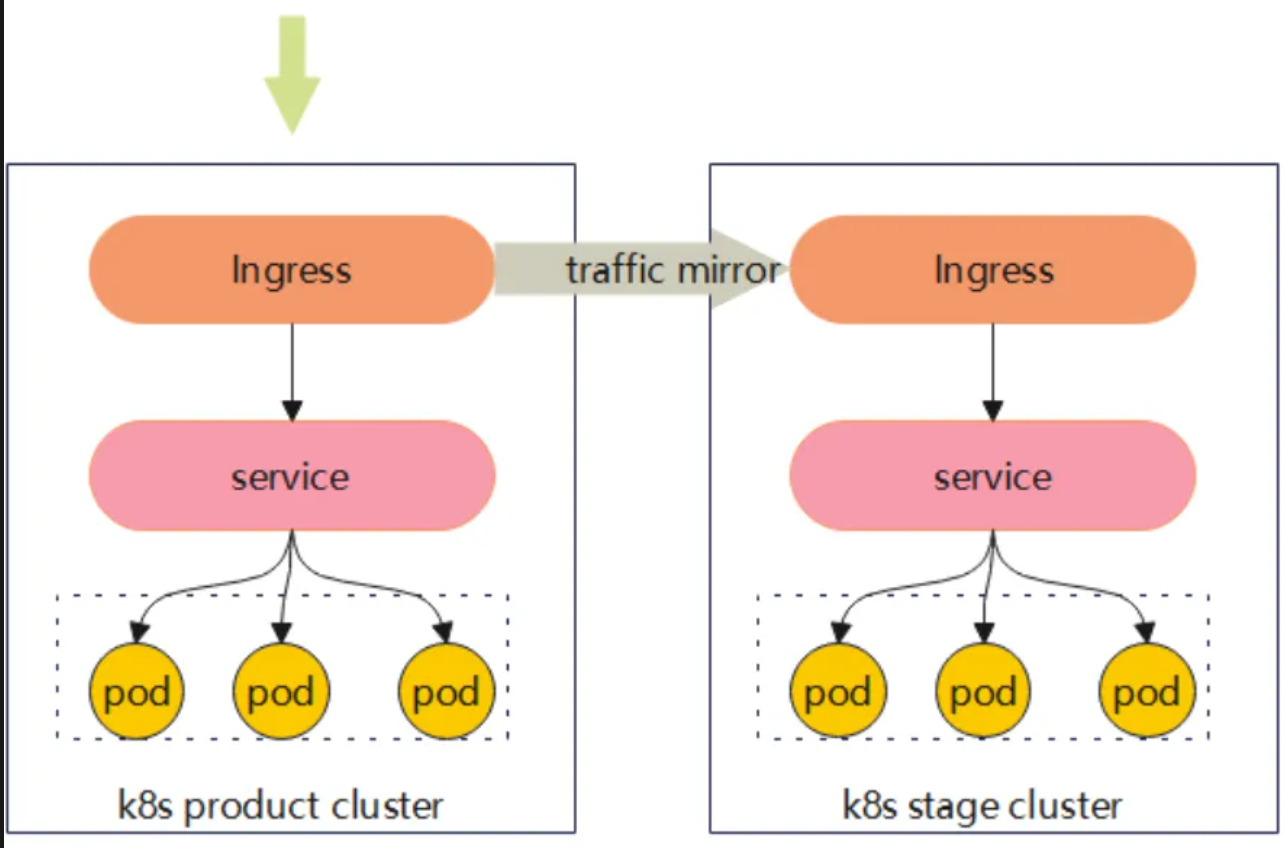 Ingress
traffic mirror
Ingress
service
service
pod
pod
pod
pod
pod
pod
k8s product cluster
k8s stage cluster